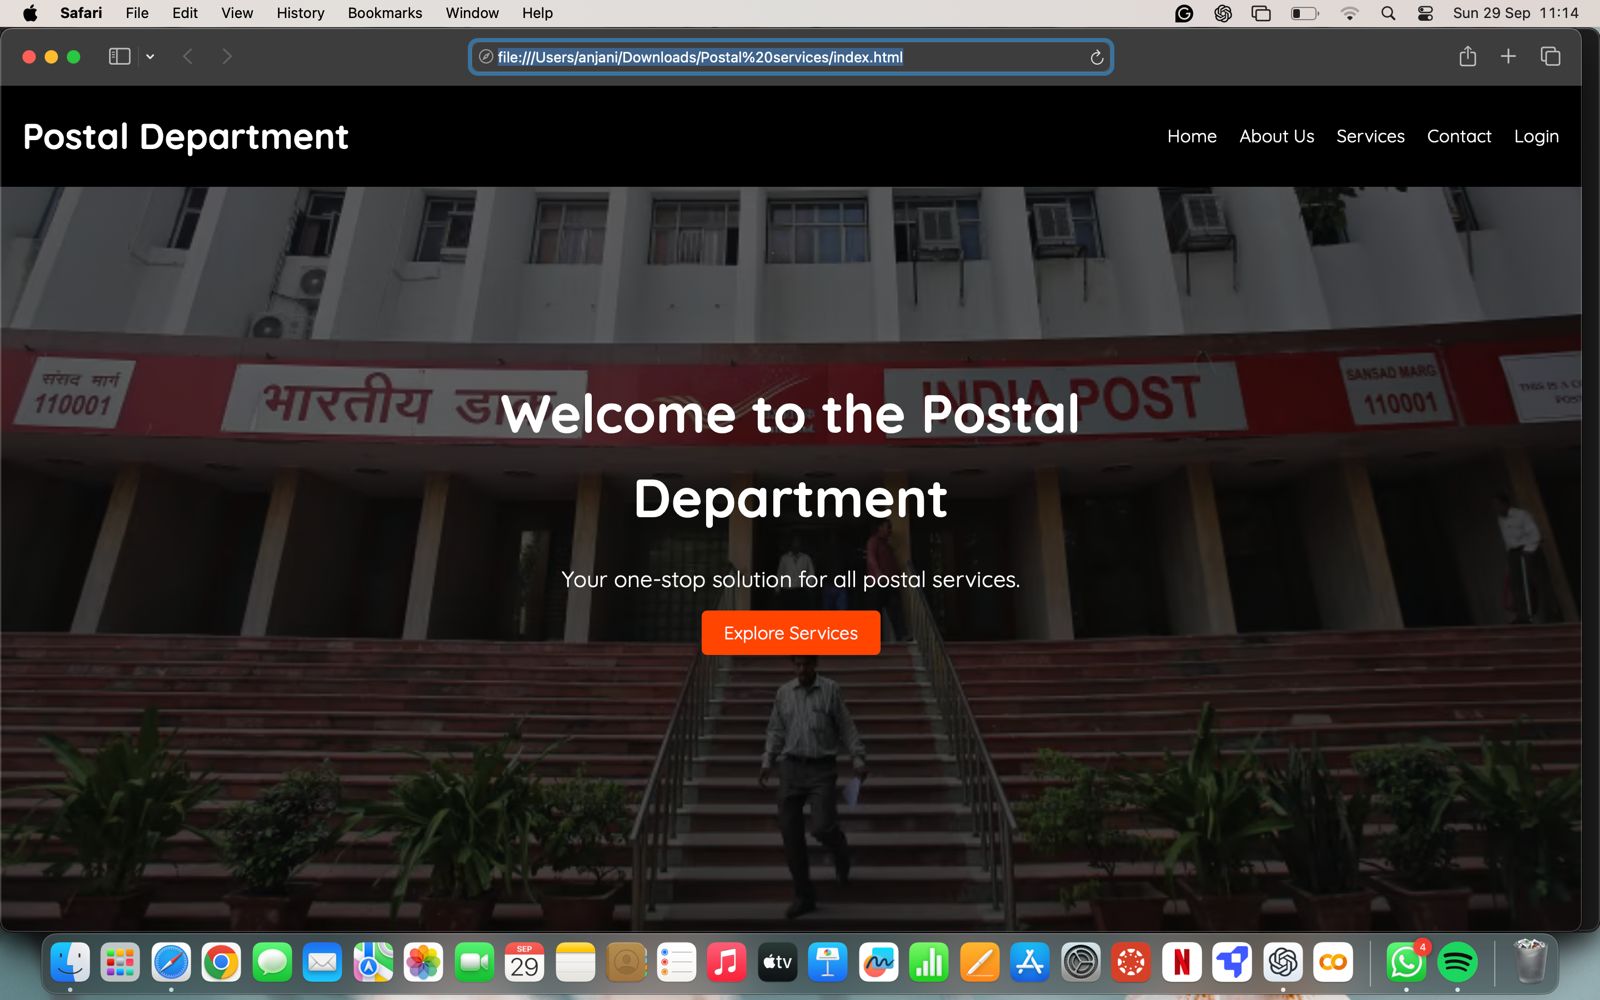 Safari File Edit View History Bookmarks Window Help Sun 29 Sep 11:14
file:///Users/anjani/Downloads/Postal%20services/index.html
Postal Department Home About Us Services Contact Login
संसद मार्ग
110001
भारतीय
INDIA POST
SANSAD MARG
110001
THIS IS A
Welcome to the Postal
Department
Your one-stop solution for all postal services.
Explore Services
SEP
29
tv
N
4